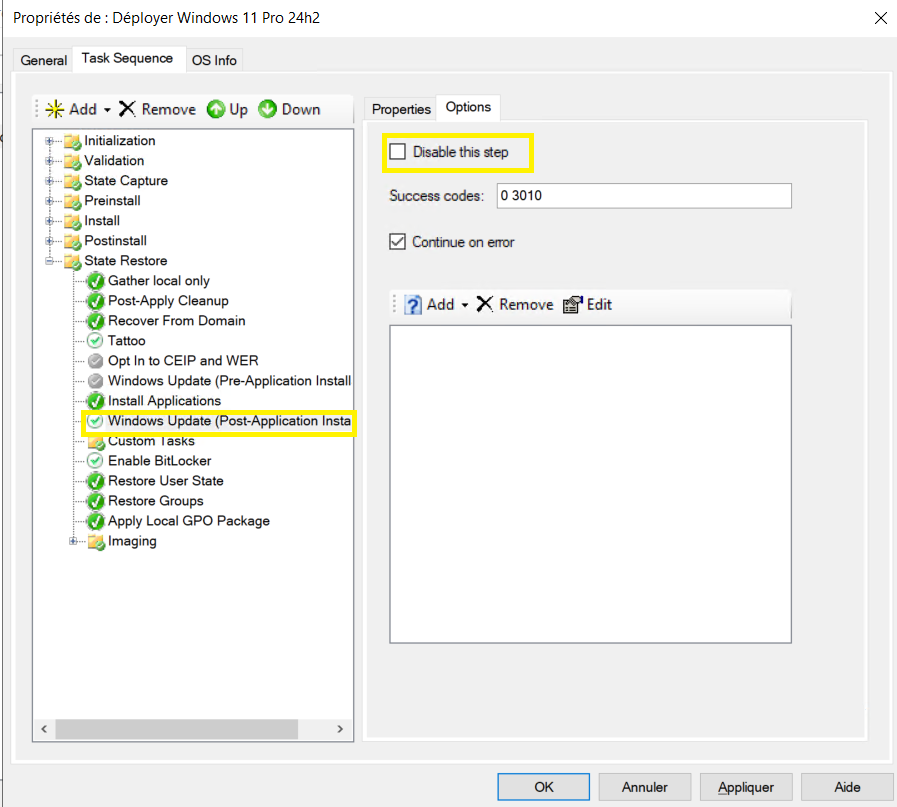 Propriétés de : Déployer Windows 11 Pro 24h2
General Task Sequence OS Info
Add Remove Up Down
Initialization
Validation
State Capture
Preinstall
Install
Postinstall
State Restore
Gather local only
Post-Apply Cleanup
Recover From Domain
Tattoo
Opt In to CEIP and WER
Windows Update (Pre-Application Install
Install Applications
Windows Update (Post-Application Insta
Custom Tasks
Enable BitLocker
Restore User State
Restore Groups
Apply Local GPO Package
Imaging
Properties Options
Disable this step
Success codes: 0 3010
Continue on error
Add Remove Edit
OK Annuler Appliquer Aide